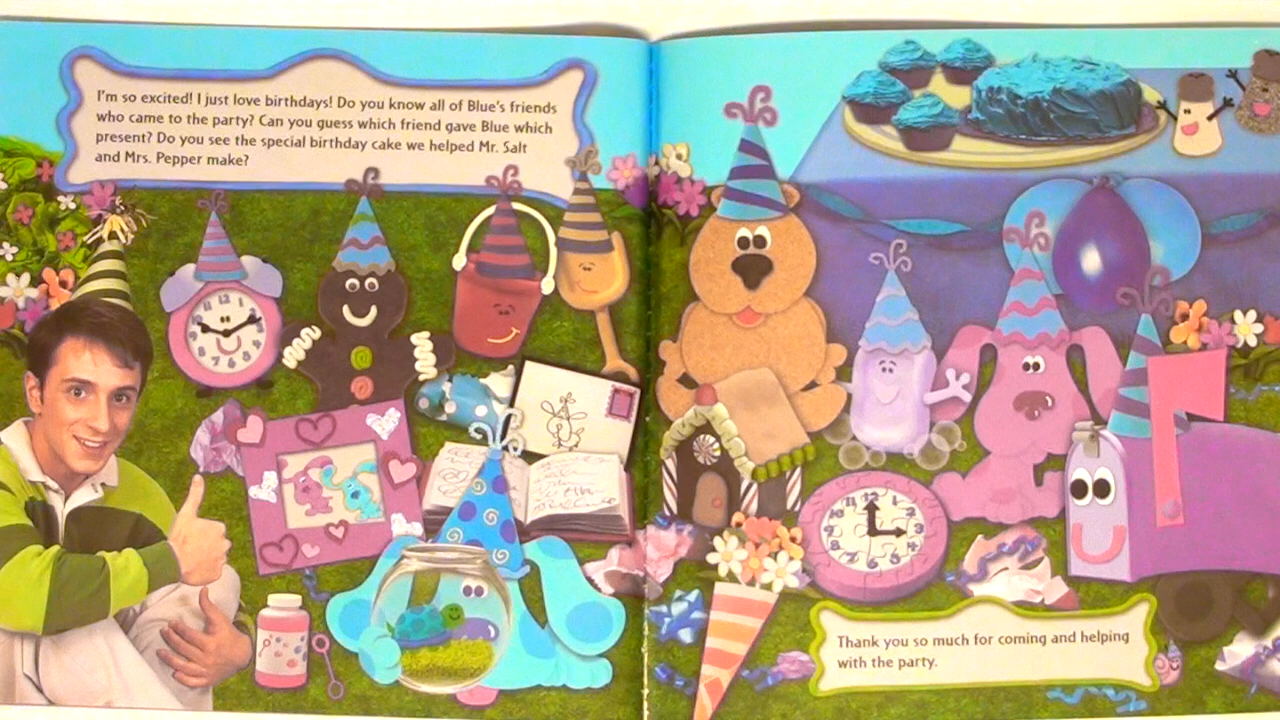 I'm so excited! I just love birthdays! Do you know all of Blue's friends
who came to the party? Can you guess which friend gave Blue which
present? Do you see the special birthday cake we helped Mr. Salt
and Mrs. Pepper make?
Thank you so much for coming and helping
with the party.